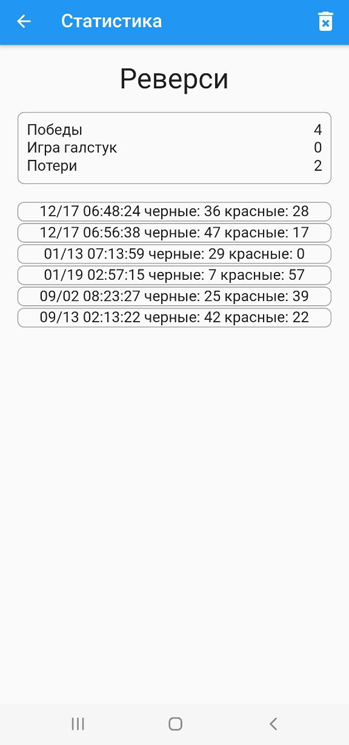 Статистика
Реверси
Победы 4
Игра галстук 0
Потери 2
12/17 06:48:24 черные: 36 красные: 28
12/17 06:56:38 черные: 47 красные: 17
01/13 07:13:59 черные: 29 красные: 0
01/19 02:57:15 черные: 7 красные: 57
09/02 08:23:27 черные: 25 красные: 39
09/13 02:13:22 черные: 42 красные: 22